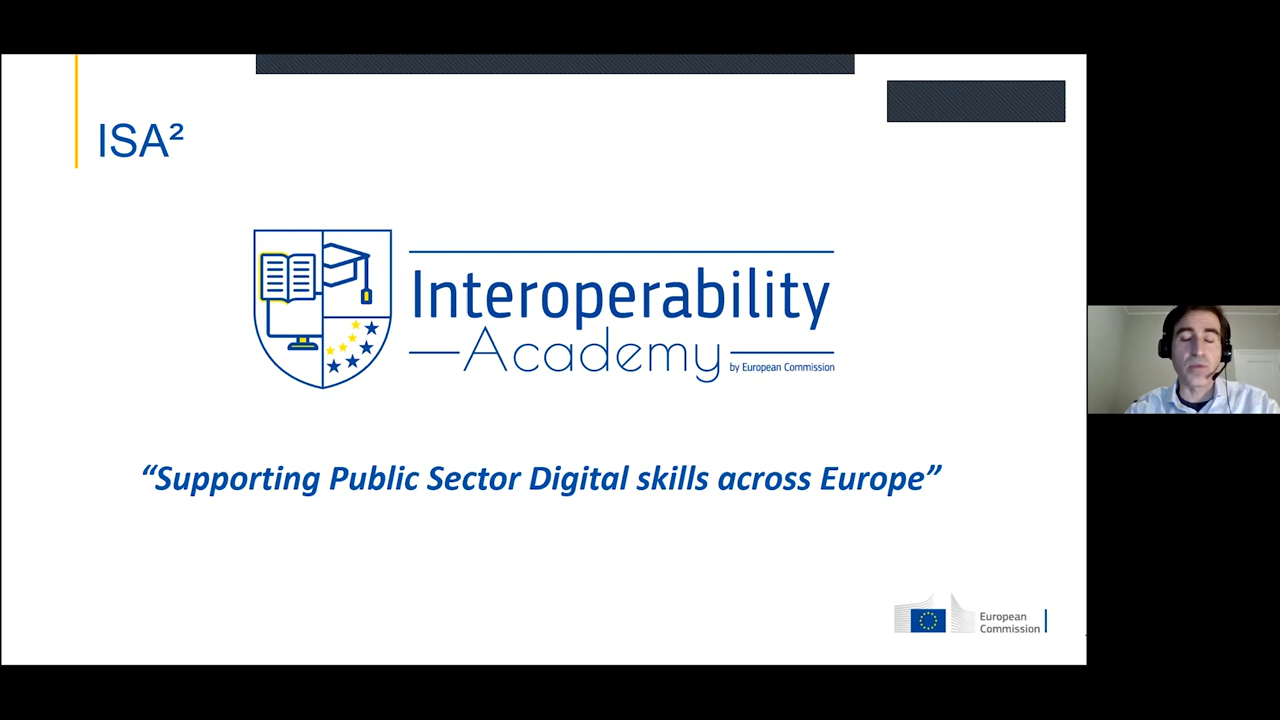 ISA²
Interoperability
Academy
by European Commission
“Supporting Public Sector Digital skills across Europe”
European
Commission